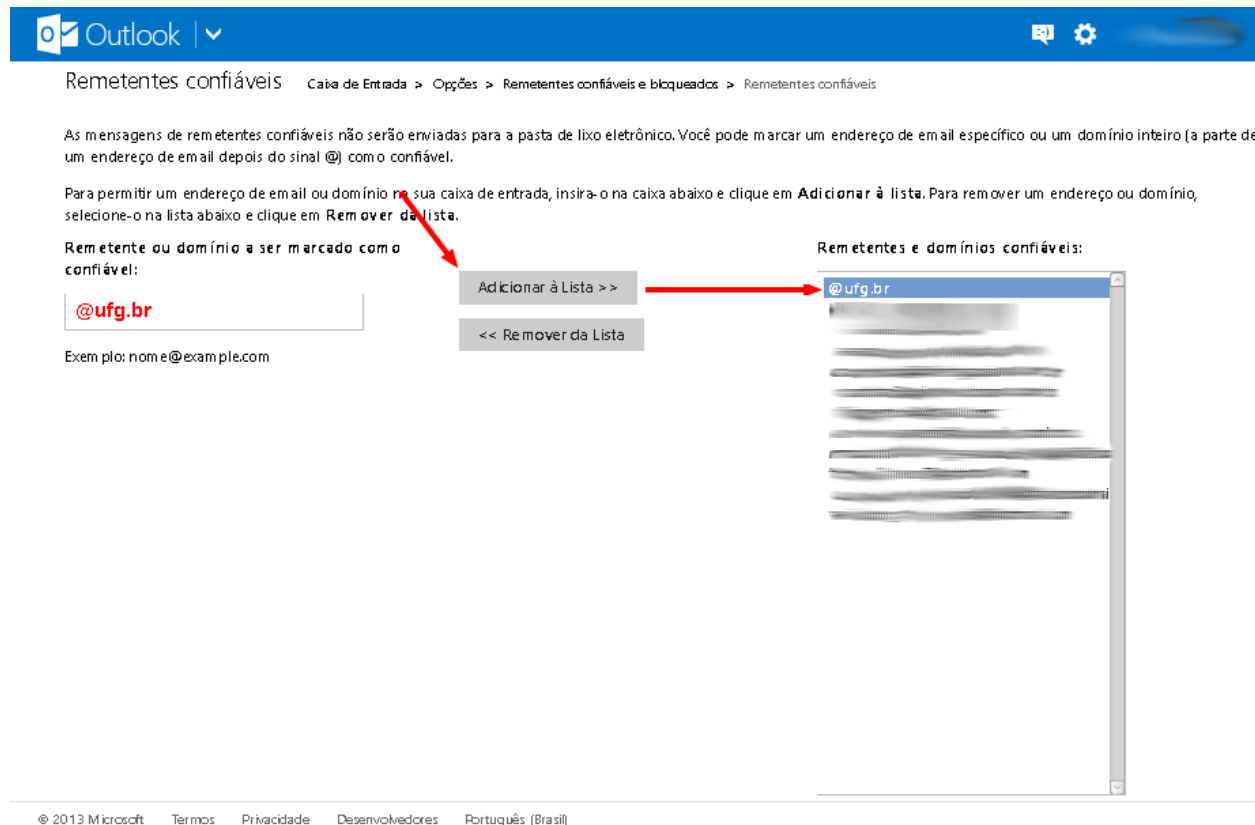 Outlook
Remetentes confiáveis Caixa de Entrada > Opções > Remetentes confiáveis e bloqueados > Remetentes confiáveis
As mensagens de remetentes confiáveis não serão enviadas para a pasta de lixo eletrônico. Você pode marcar um endereço de email específico ou um domínio inteiro (a parte de
um endereço de email depois do sinal @) como confiável.
Para permitir um endereço de email ou domínio na sua caixa de entrada, insira-o na caixa abaixo e clique em Adicionar à lista. Para remover um endereço ou domínio,
selecione-o na lista abaixo e clique em Remover da lista.
Remetente ou domínio a ser marcado como
confiável:
@ufg.br
Exemplo: nome@example.com
Adicionar à Lista >>
<< Remover da Lista
Remetentes e domínios confiáveis:
@ufg.br
© 2013 Microsoft Termos Privacidade Desenvolvedores Português (Brasil)